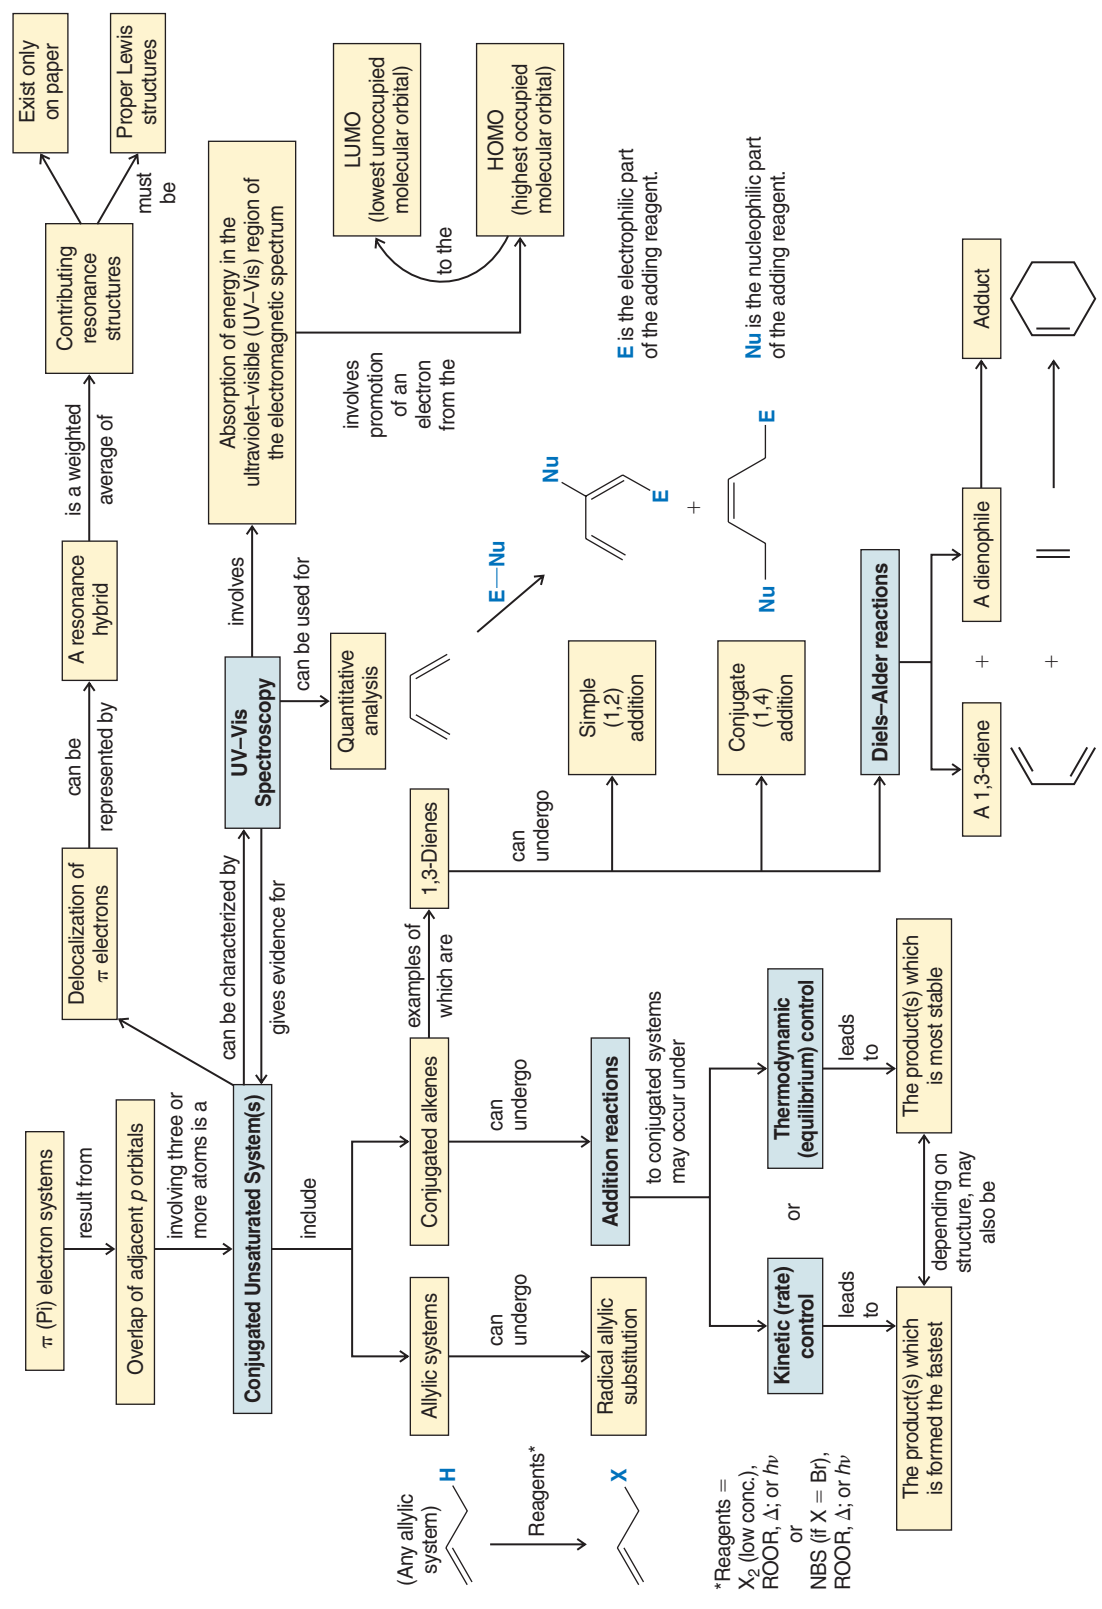 π (Pi) electron systems
result from
Overlap of adjacent p orbitals
involving three or
more atoms is a
Conjugated Unsaturated System(s)
Delocalization of
π electrons
can be
represented by
A resonance
hybrid
is a weighted
average of
Contributing
resonance
structures
Exist only
on paper
must
be
Proper Lewis
structures
can be characterized by
gives evidence for
UV–Vis
Spectroscopy
involves
Absorption of energy in the
ultraviolet–visible (UV–Vis) region of
the electromagnetic spectrum
can be used for
Quantitative
analysis
involves
promotion
of an
electron
from the
HOMO
(highest occupied
molecular orbital)
to the
LUMO
(lowest unoccupied
molecular orbital)
include
Allylic systems
can
undergo
Radical allylic
substitution
(Any allylic
system)
H
Reagents*
X
*Reagents =
X2 (low conc.),
ROOR, Δ; or hν
or
NBS (if X = Br),
ROOR, Δ; or hν
Conjugated alkenes
can
undergo
Addition reactions
to conjugated systems
may occur under
Kinetic (rate)
control
or
Thermodynamic
(equilibrium) control
leads
to
leads
to
The product(s) which
is formed the fastest
depending on
structure, may
also be
The product(s) which
is most stable
examples of
which are
1,3-Dienes
can
undergo
Simple
(1,2)
addition
Conjugate
(1,4)
addition
E—Nu
Nu
E
+
Nu
E
E is the electrophilic part
of the adding reagent.
Nu is the nucleophilic part
of the adding reagent.
Diels–Alder reactions
A 1,3-diene
+
A dienophile
Adduct
+